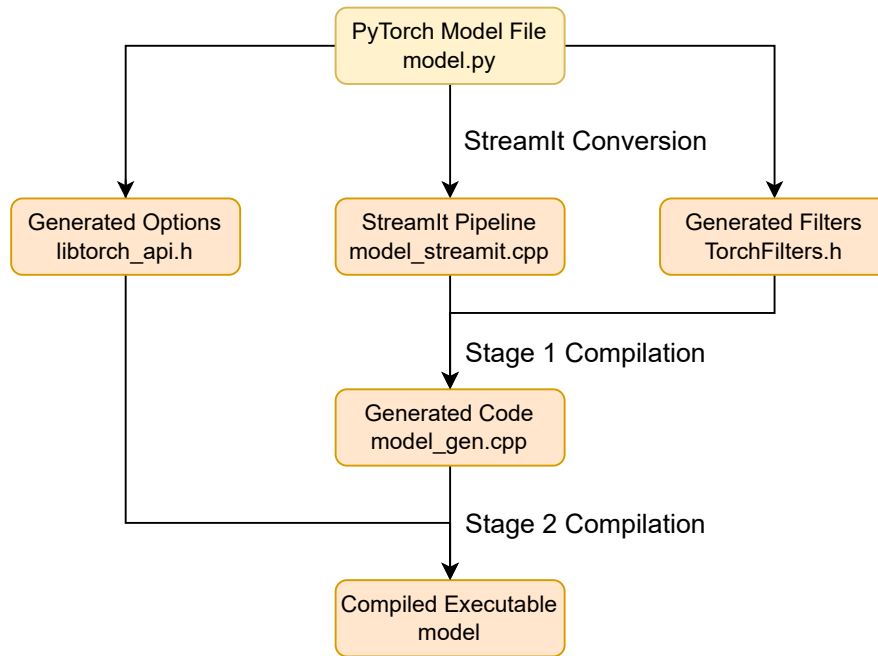 PyTorch Model File
model.py
StreamIt Conversion
Generated Options
libtorch_api.h
StreamIt Pipeline
model_streamit.cpp
Generated Filters
TorchFilters.h
Stage 1 Compilation
Generated Code
model_gen.cpp
Stage 2 Compilation
Compiled Executable
model